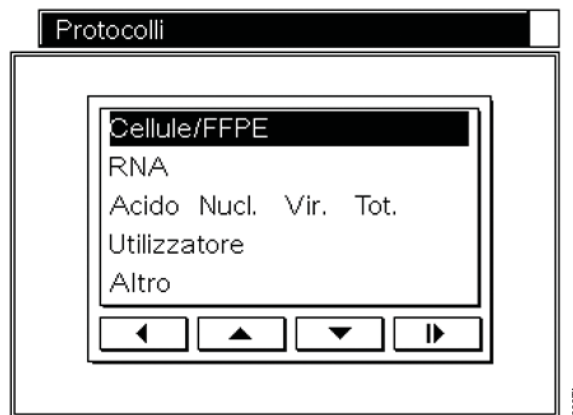 Protocolli
Cellule/FFPE
RNA
Acido Nucl. Vir. Tot.
Utilizzatore
Altro